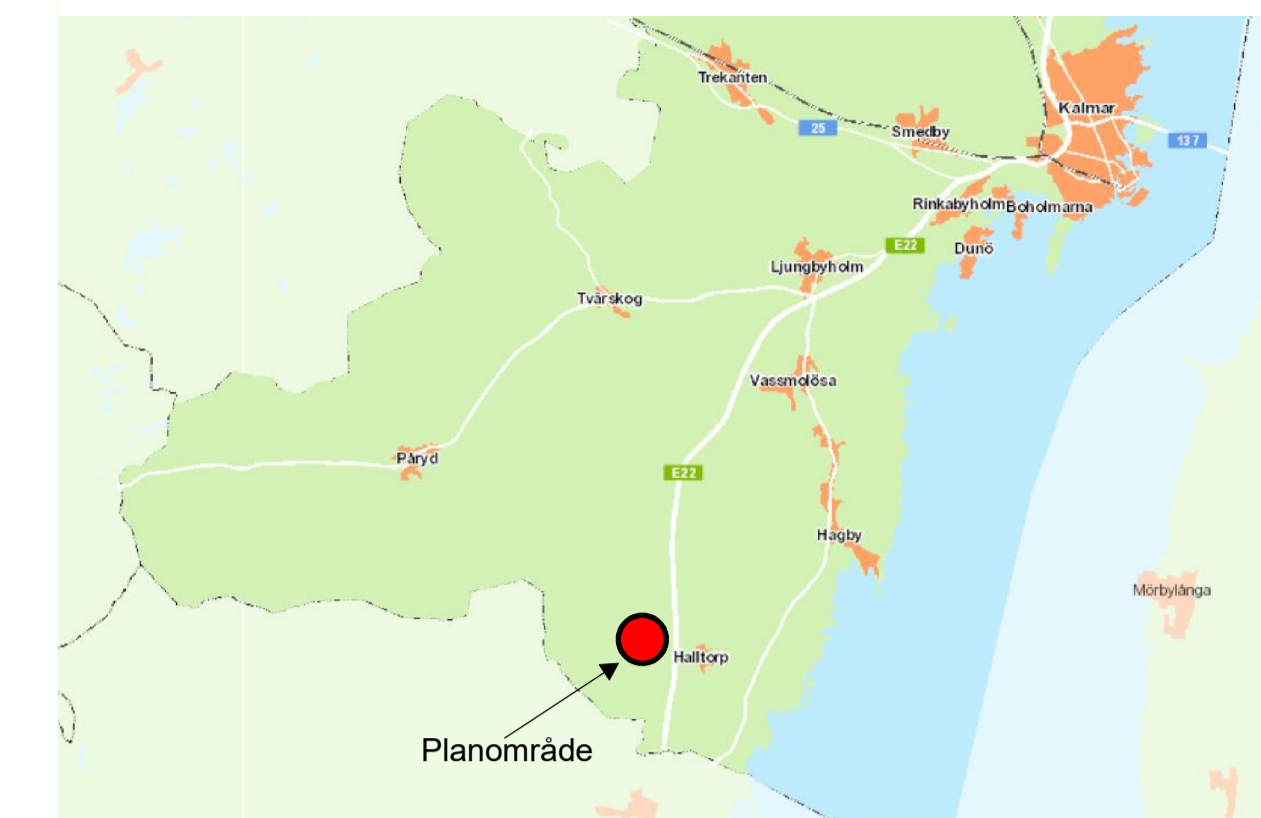 Trekanten
Kalmar
25
Smedby
137
Rinkabyholm
Boholmarna
E22
Dunö
Ljungbyholm
Tvärskog
Vassmolösa
Påryd
E22
Hagby
Mörbylånga
Halltorp
Planområde